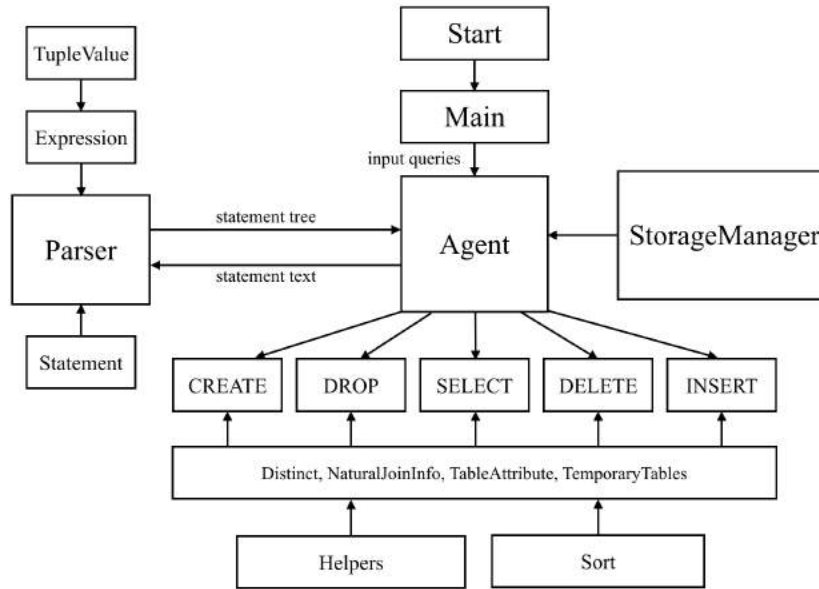 Start
TupleValue
Main
Expression
input queries
statement tree
Parser
Agent
StorageManager
statement text
Statement
CREATE
DROP
SELECT
DELETE
INSERT
Distinct, NaturalJoinInfo, TableAttribute, TemporaryTables
Helpers
Sort